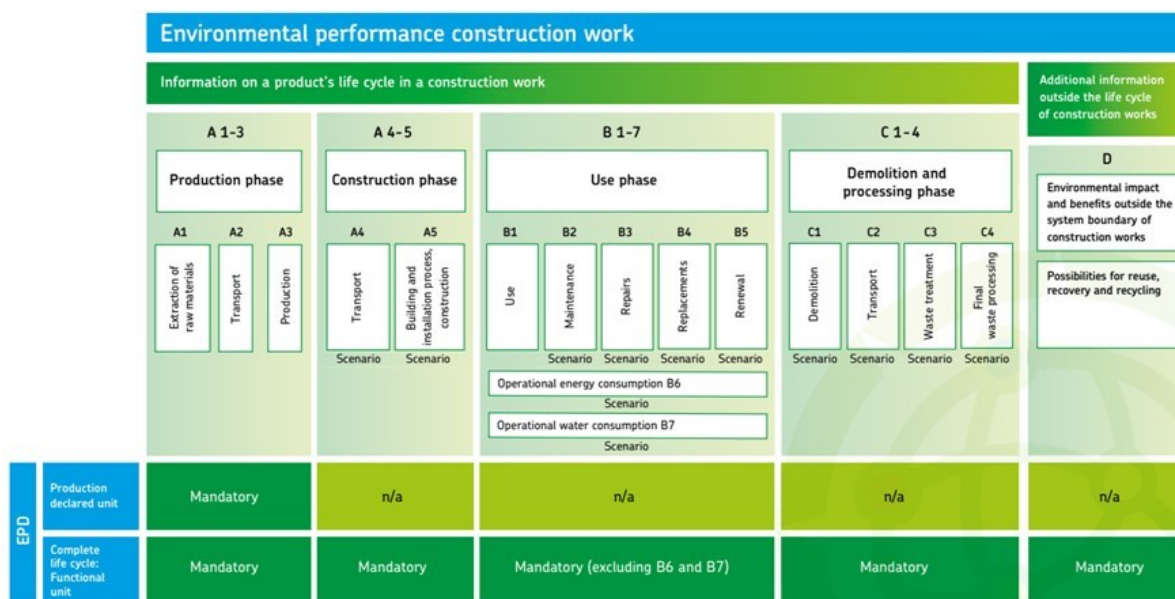 Environmental performance construction work
Information on a product's life cycle in a construction work
Additional information
outside the life cycle
of construction works
A 1-3
A 4-5
B 1-7
C 1-4
D
Production phase
Construction phase
Use phase
Demolition and
processing phase
Environmental impact
and benefits outside the
system boundary of
construction works
Possibilities for reuse,
recovery and recycling
A1
A2
A3
A4
A5
B1
B2
B3
B4
B5
C1
C2
C3
C4
Extraction of
raw materials
Transport
Production
Transport
Building and
installation process,
construction
Use
Maintenance
Repairs
Replacements
Renewal
Demolition
Transport
Waste treatment
Final
waste processing
Scenario
Scenario
Scenario
Scenario
Scenario
Scenario
Scenario
Scenario
Scenario
Scenario
Operational energy consumption B6
Scenario
Operational water consumption B7
Scenario
EPD
Production
declared unit
Mandatory
n/a
n/a
n/a
n/a
Complete
life cycle:
Functional
unit
Mandatory
Mandatory
Mandatory (excluding B6 and B7)
Mandatory
Mandatory